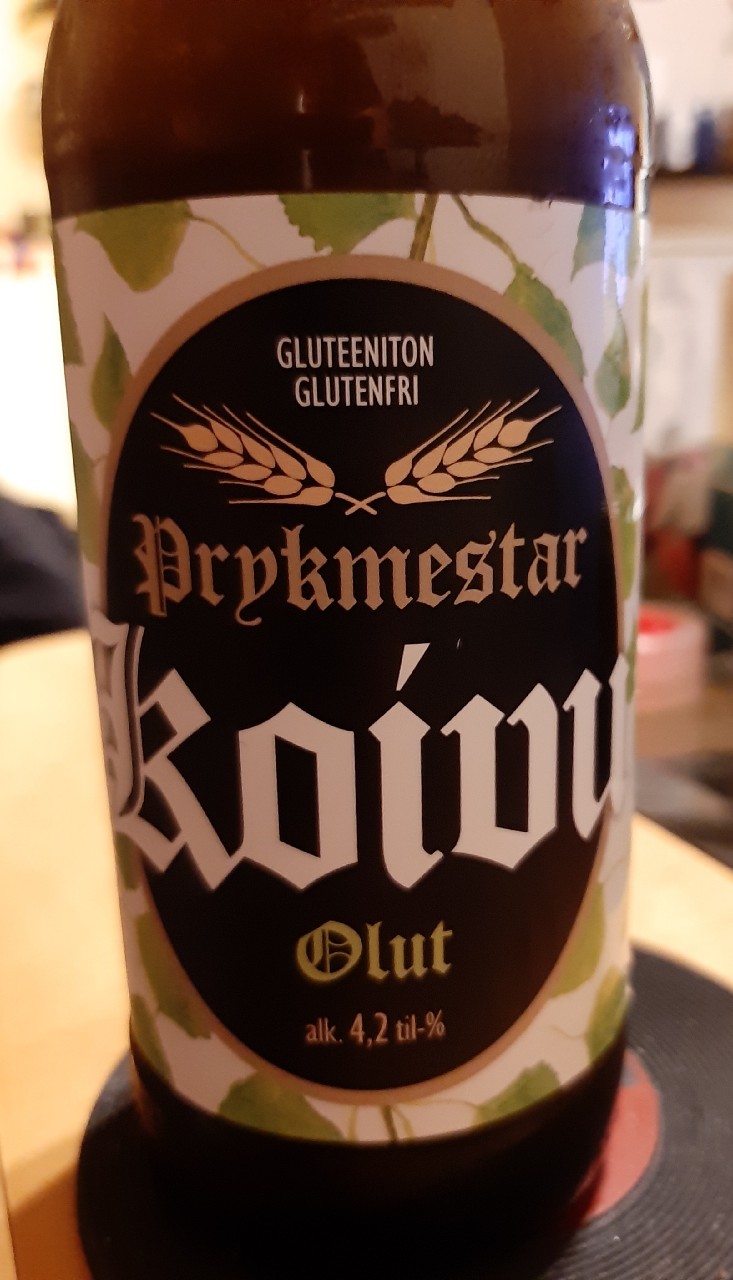 GLUTEENITON
GLUTENFRI
Prykmestar
Koivu
Olut
alk. 4,2 til-%